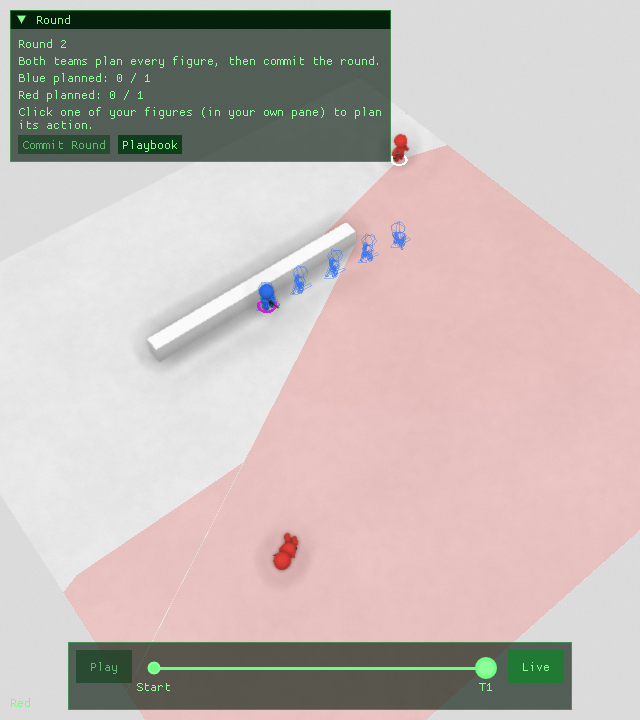 Round
Round 2
Both teams plan every figure, then commit the round.
Blue planned: 0 / 1
Red planned: 0 / 1
Click one of your figures (in your own pane) to plan
its action.
Commit Round
Playbook
Play
Start
T1
Live
Red